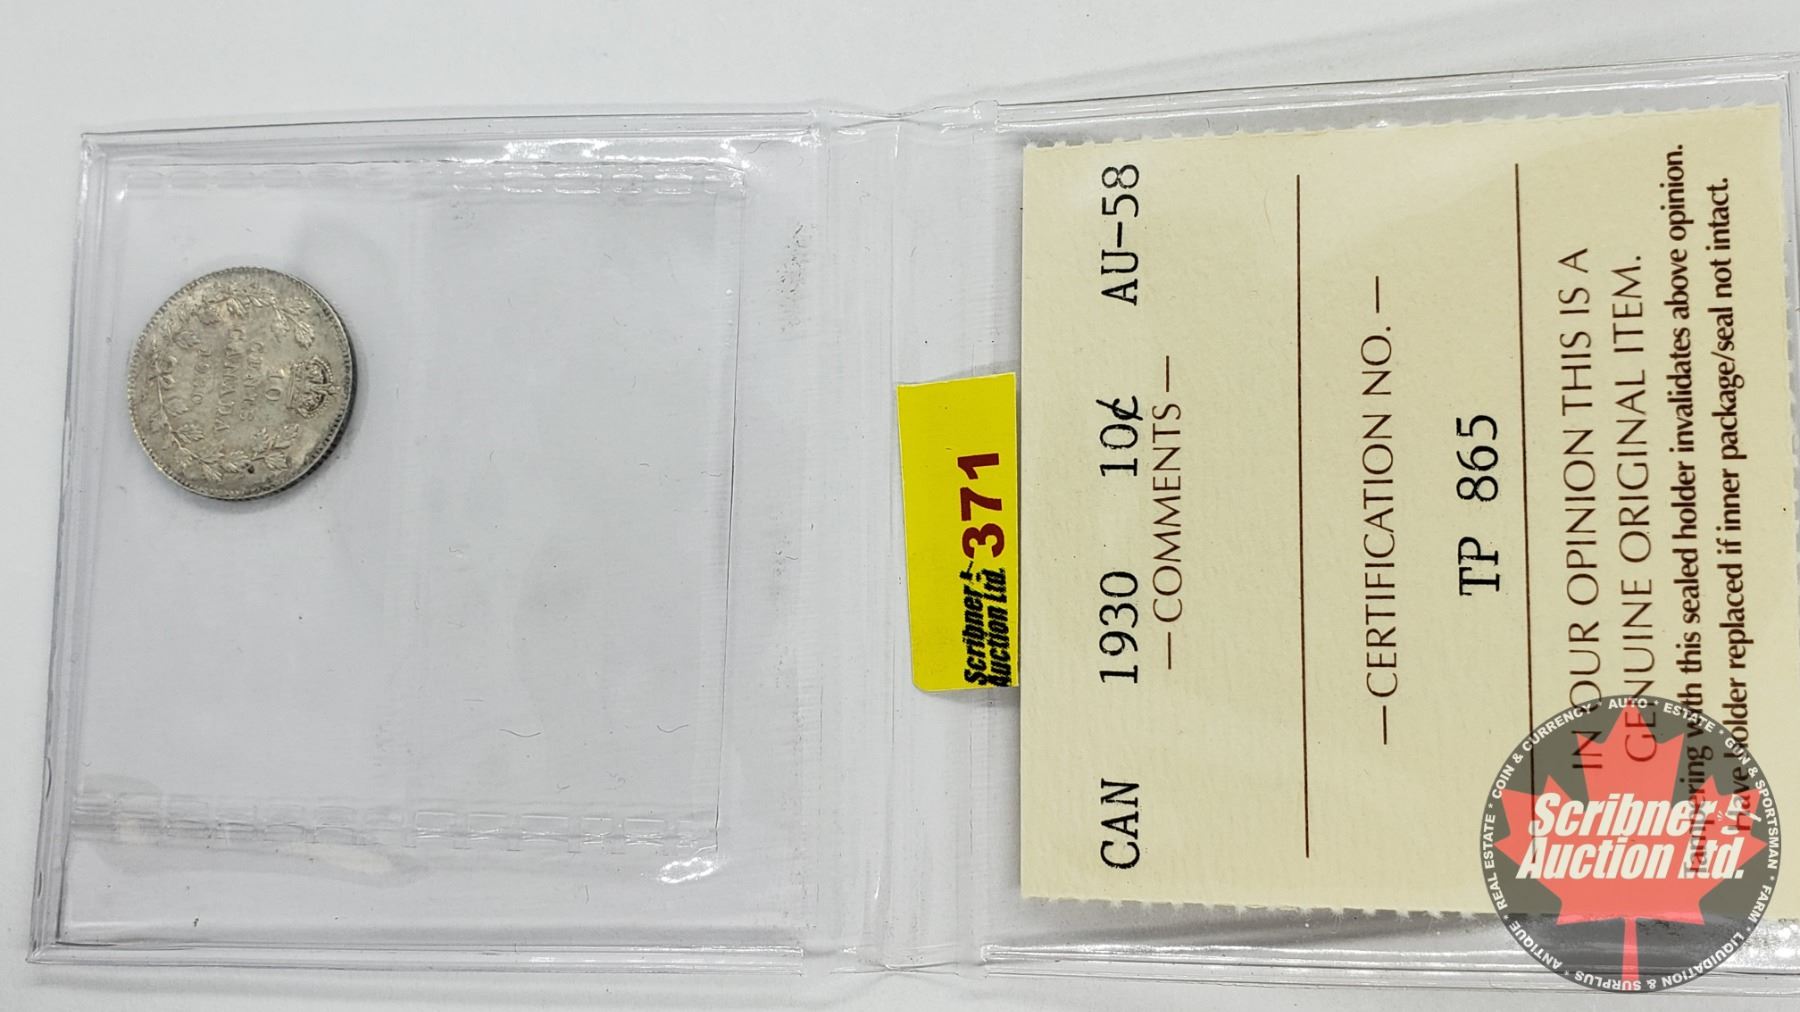 10
CENTS
CANADA
1930
Scribner
Auction Ltd.
371
CAN 1930 10¢ AU-58
—COMMENTS—
—CERTIFICATION NO.—
TP 865
IN OUR OPINION THIS IS A
GENUINE ORIGINAL ITEM.
Tampering with this sealed holder invalidates above opinion.
Have holder replaced if inner package/seal not intact.
ANTIQUE * REAL ESTATE * COIN & CURRENCY * AUTO * ESTATE * GUN & SPORTSMAN * FARM * LIQUIDATION & SURPLUS *
Scribner's
Auction Ltd.